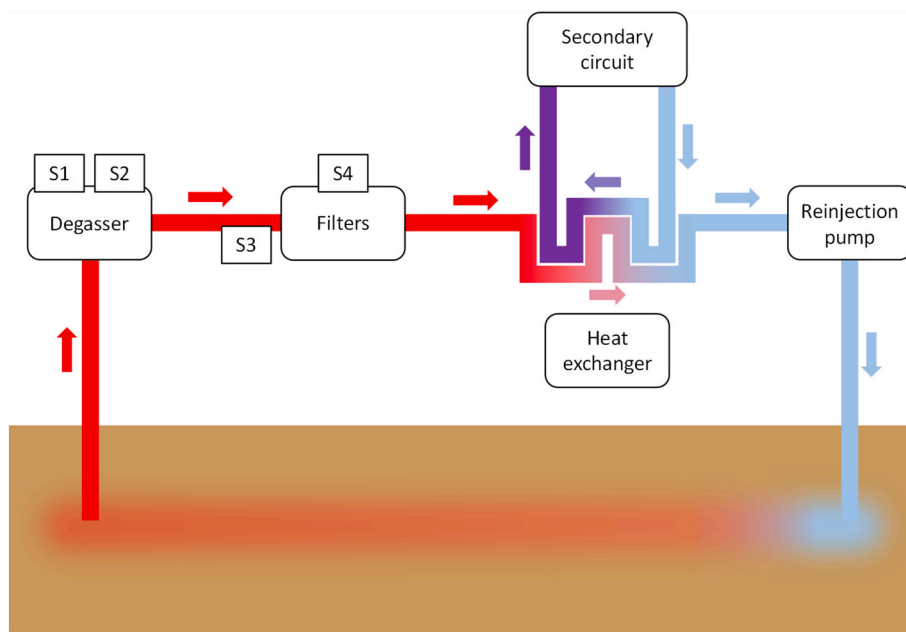 Secondary
circuit
S1
S2
S4
Degasser
Filters
Reinjection
pump
S3
Heat
exchanger